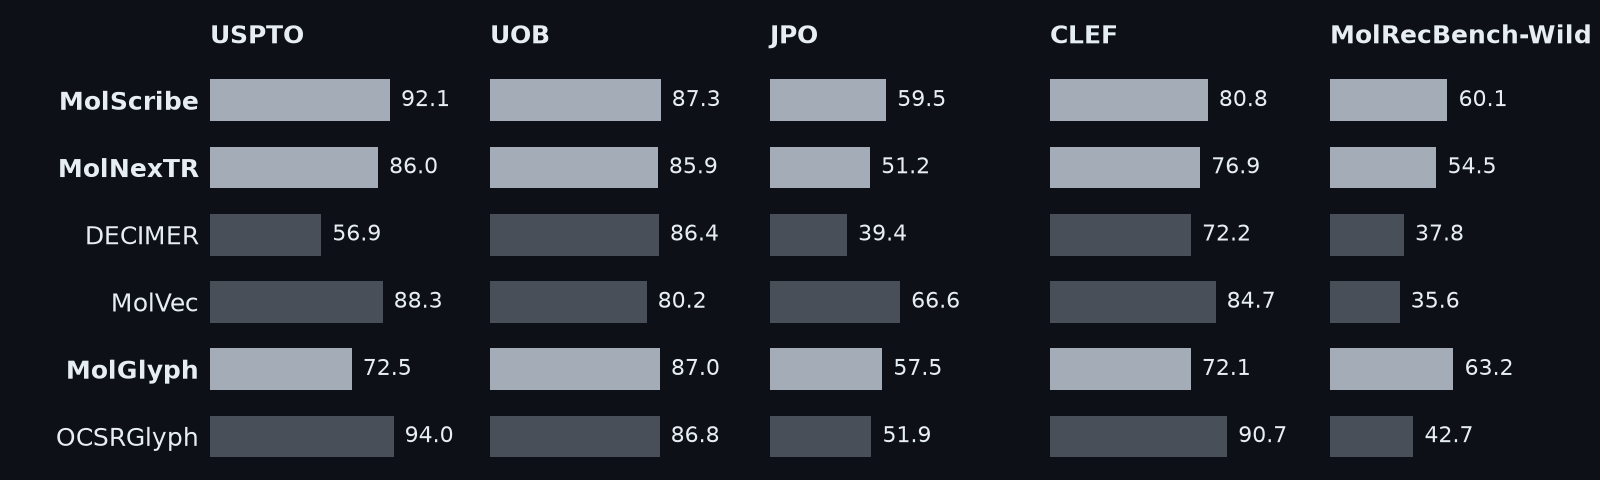 USPTO UOB JPO CLEF MolRecBench-Wild
MolScribe 92.1 87.3 59.5 80.8 60.1
MolNexTR 86.0 85.9 51.2 76.9 54.5
DECIMER 56.9 86.4 39.4 72.2 37.8
MolVec 88.3 80.2 66.6 84.7 35.6
MolGlyph 72.5 87.0 57.5 72.1 63.2
OCSRGlyph 94.0 86.8 51.9 90.7 42.7